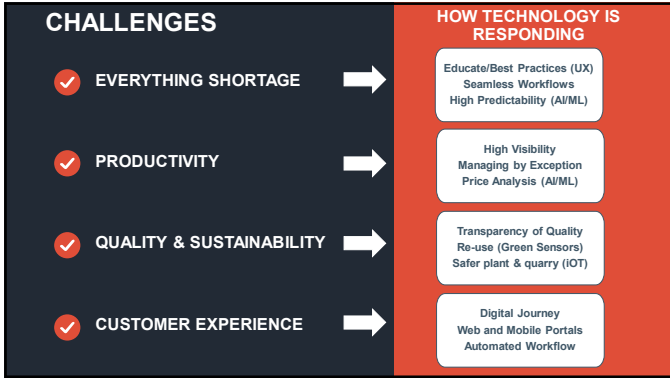 CHALLENGES
HOW TECHNOLOGY IS
RESPONDING
EVERYTHING SHORTAGE
Educate/Best Practices (UX)
Seamless Workflows
High Predictability (AI/ML)
PRODUCTIVITY
High Visibility
Managing by Exception
Price Analysis (AI/ML)
QUALITY & SUSTAINABILITY
Transparency of Quality
Re-use (Green Sensors)
Safer plant & quarry (iOT)
CUSTOMER EXPERIENCE
Digital Journey
Web and Mobile Portals
Automated Workflow